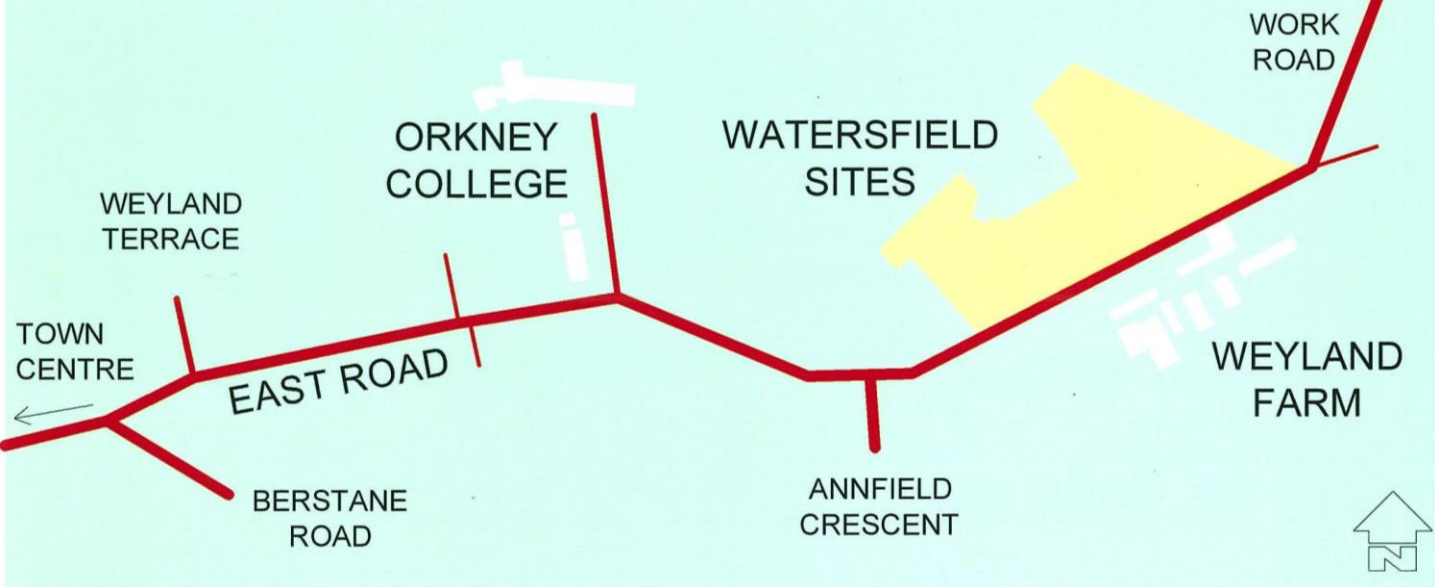 WORK
ROAD
ORKNEY
COLLEGE
WATERSFIELD
SITES
WEYLAND
TERRACE
TOWN
CENTRE
EAST ROAD
WEYLAND
FARM
BERSTANE
ROAD
ANNFIELD
CRESCENT
N